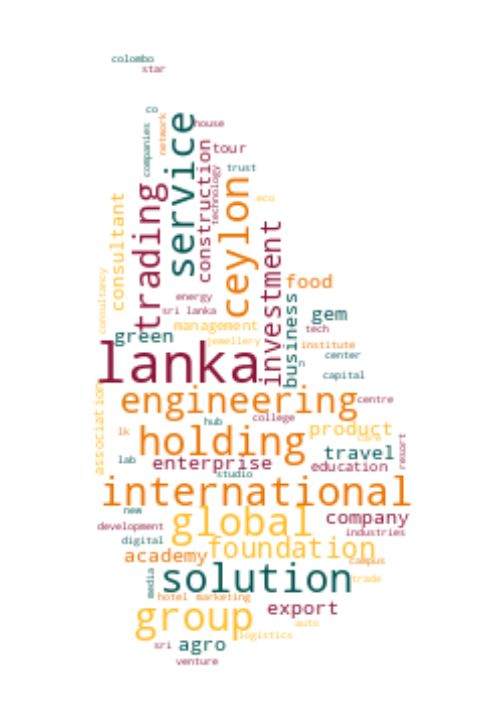 colombo
star
co
house
network
companies
service
construction
tour
technology
trust
ceylon
trading
consultant
eco
investment
consultancy
energy
food
sri lanka
business
gem
management
tech
green
jewellery
institute
lanka
center
n
capital
association
engineering
centre
hub
college
lk
holding
product
care
travel
resort
lab
enterprise
education
studio
international
new
global
company
development
industries
digital
foundation
academy
campus
media
solution
trade
hotel
marketing
group
export
auto
logistics
sri
agro
venture